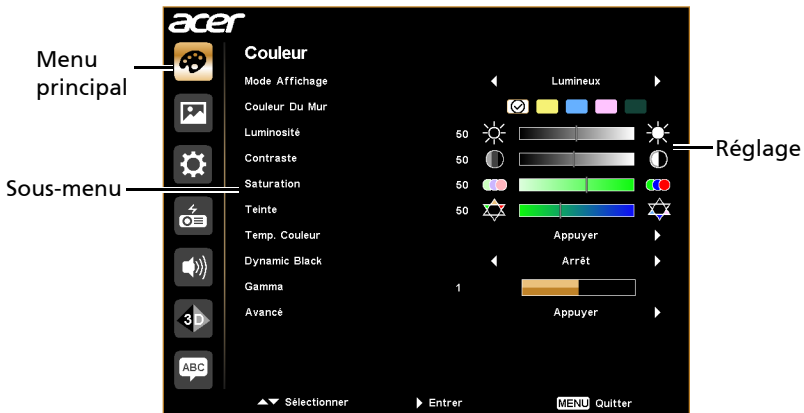 acer
Menu principal
Sous-menu
Réglage
Couleur
Mode Affichage Lumineux
Couleur Du Mur
Luminosité 50
Contraste 50
Saturation 50
Teinte 50
Temp. Couleur Appuyer
Dynamic Black Arrêt
Gamma 1
Avancé Appuyer
3D
ABC
Sélectionner Entrer MENU Quitter